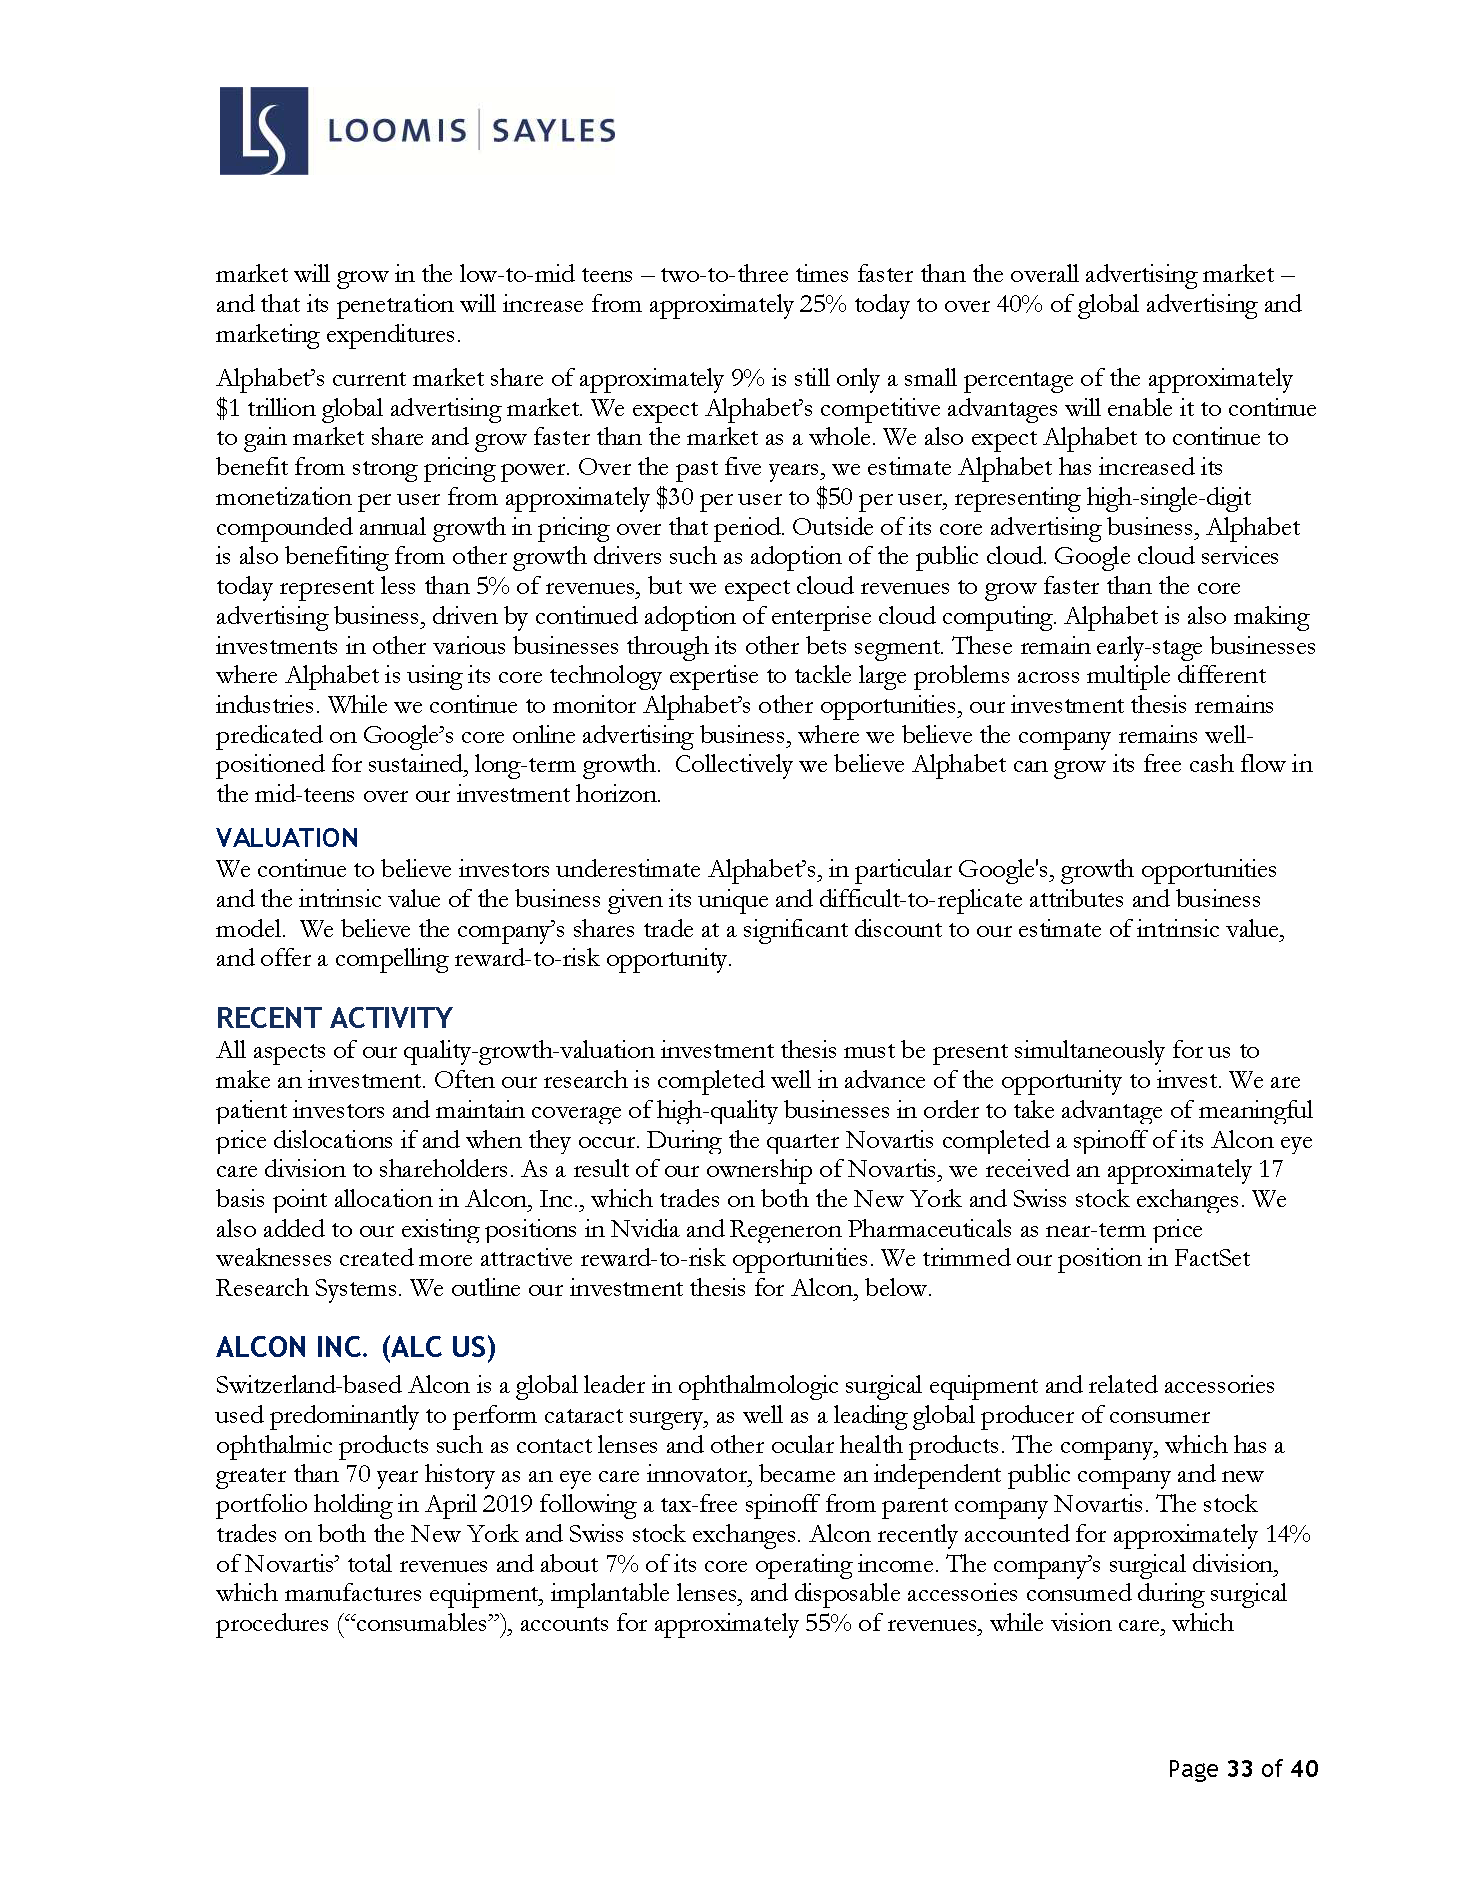 LS LOOMIS | SAYLES
market will grow in the low-to-mid teens – two-to-three times faster than the overall advertising market –
and that its penetration will increase from approximately 25% today to over 40% of global advertising and
marketing expenditures.
Alphabet’s current market share of approximately 9% is still only a small percentage of the approximately
$1 trillion global advertising market. We expect Alphabet’s competitive advantages will enable it to continue
to gain market share and grow faster than the market as a whole. We also expect Alphabet to continue to
benefit from strong pricing power. Over the past five years, we estimate Alphabet has increased its
monetization per user from approximately $30 per user to $50 per user, representing high-single-digit
compounded annual growth in pricing over that period. Outside of its core advertising business, Alphabet
is also benefiting from other growth drivers such as adoption of the public cloud. Google cloud services
today represent less than 5% of revenues, but we expect cloud revenues to grow faster than the core
advertising business, driven by continued adoption of enterprise cloud computing. Alphabet is also making
investments in other various businesses through its other bets segment. These remain early-stage businesses
where Alphabet is using its core technology expertise to tackle large problems across multiple different
industries. While we continue to monitor Alphabet’s other opportunities, our investment thesis remains
predicated on Google’s core online advertising business, where we believe the company remains well-
positioned for sustained, long-term growth.  Collectively we believe Alphabet can grow its free cash flow in
the mid-teens over our investment horizon.
VALUATION
We continue to believe investors underestimate Alphabet’s, in particular Google's, growth opportunities
and the intrinsic value of the business given its unique and difficult-to-replicate attributes and business
model.  We believe the company’s shares trade at a significant discount to our estimate of intrinsic value,
and offer a compelling reward-to-risk opportunity.
RECENT ACTIVITY
All aspects of our quality-growth-valuation investment thesis must be present simultaneously for us to
make an investment. Often our research is completed well in advance of the opportunity to invest. We are
patient investors and maintain coverage of high-quality businesses in order to take advantage of meaningful
price dislocations if and when they occur. During the quarter Novartis completed a spinoff of its Alcon eye
care division to shareholders. As a result of our ownership of Novartis, we received an approximately 17
basis point allocation in Alcon, Inc., which trades on both the New York and Swiss stock exchanges. We
also added to our existing positions in Nvidia and Regeneron Pharmaceuticals as near-term price
weaknesses created more attractive reward-to-risk opportunities. We trimmed our position in FactSet
Research Systems. We outline our investment thesis for Alcon, below.
ALCON INC. (ALC US)
Switzerland-based Alcon is a global leader in ophthalmologic surgical equipment and related accessories
used predominantly to perform cataract surgery, as well as a leading global producer of consumer
ophthalmic products such as contact lenses and other ocular health products. The company, which has a
greater than 70 year history as an eye care innovator, became an independent public company and new
portfolio holding in April 2019 following a tax-free spinoff from parent company Novartis. The stock
trades on both the New York and Swiss stock exchanges. Alcon recently accounted for approximately 14%
of Novartis’ total revenues and about 7% of its core operating income. The company’s surgical division,
which manufactures equipment, implantable lenses, and disposable accessories consumed during surgical
procedures (“consumables”), accounts for approximately 55% of revenues, while vision care, which
Page 33 of 40